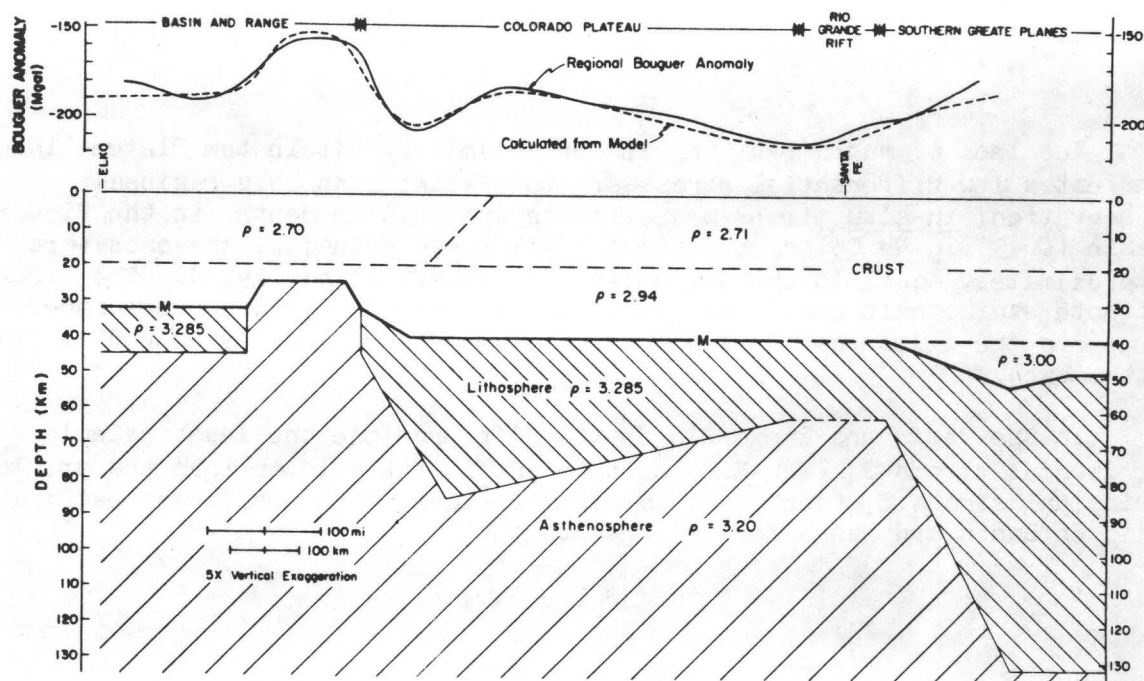 BASIN AND RANGE
COLORADO PLATEAU
RIO
GRANDE
RIFT
SOUTHERN GREATE PLANES
-150
-150
BOUGUER ANOMALY
(Mgal)
Regional Bouguer Anomaly
-200
-200
Calculated from Model
ELKO
SANTA
FE
0
0
10
10
ρ = 2.70
ρ = 2.71
20
20
CRUST
30
30
M
ρ = 2.94
ρ = 3.285
40
40
M
ρ = 3.00
50
50
Lithosphere ρ = 3.285
60
60
70
70
DEPTH (Km)
80
80
90
90
Asthenosphere ρ = 3.20
100
100
100 mi
100 km
110
110
5X Vertical Exaggeration
120
120
130
130